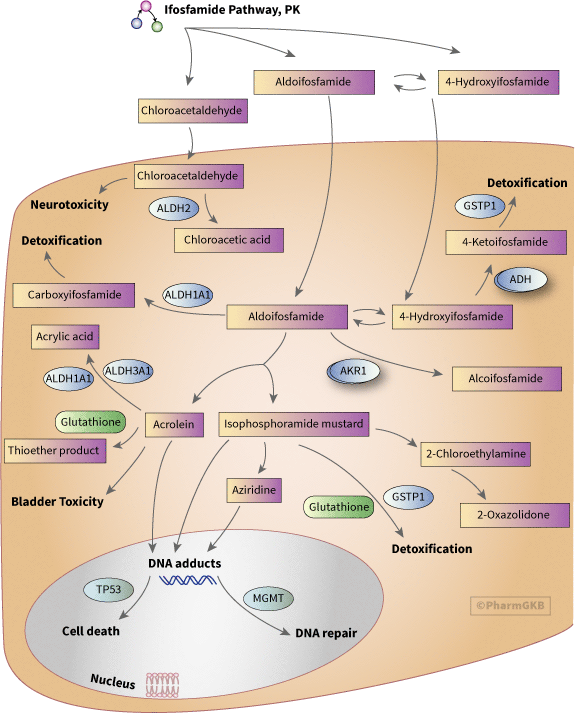 Ifosfamide Pathway, PK
Aldoifosfamide
4-Hydroxyifosfamide
Chloroacetaldehyde
Chloroacetaldehyde
Detoxification
Neurotoxicity
ALDH2
GSTP1
Detoxification
Chloroacetic acid
4-Ketoifosfamide
ADH
Carboxyifosfamide
ALDH1A1
Aldoifosfamide
4-Hydroxyifosfamide
Acrylic acid
ALDH1A1
ALDH3A1
AKR1
Alcoifosfamide
Glutathione
Acrolein
Isophosphoramide mustard
Thioether product
2-Chloroethylamine
Bladder Toxicity
Aziridine
Glutathione
GSTP1
2-Oxazolidone
Detoxification
DNA adducts
TP53
MGMT
©PharmGKB
Cell death
DNA repair
Nucleus